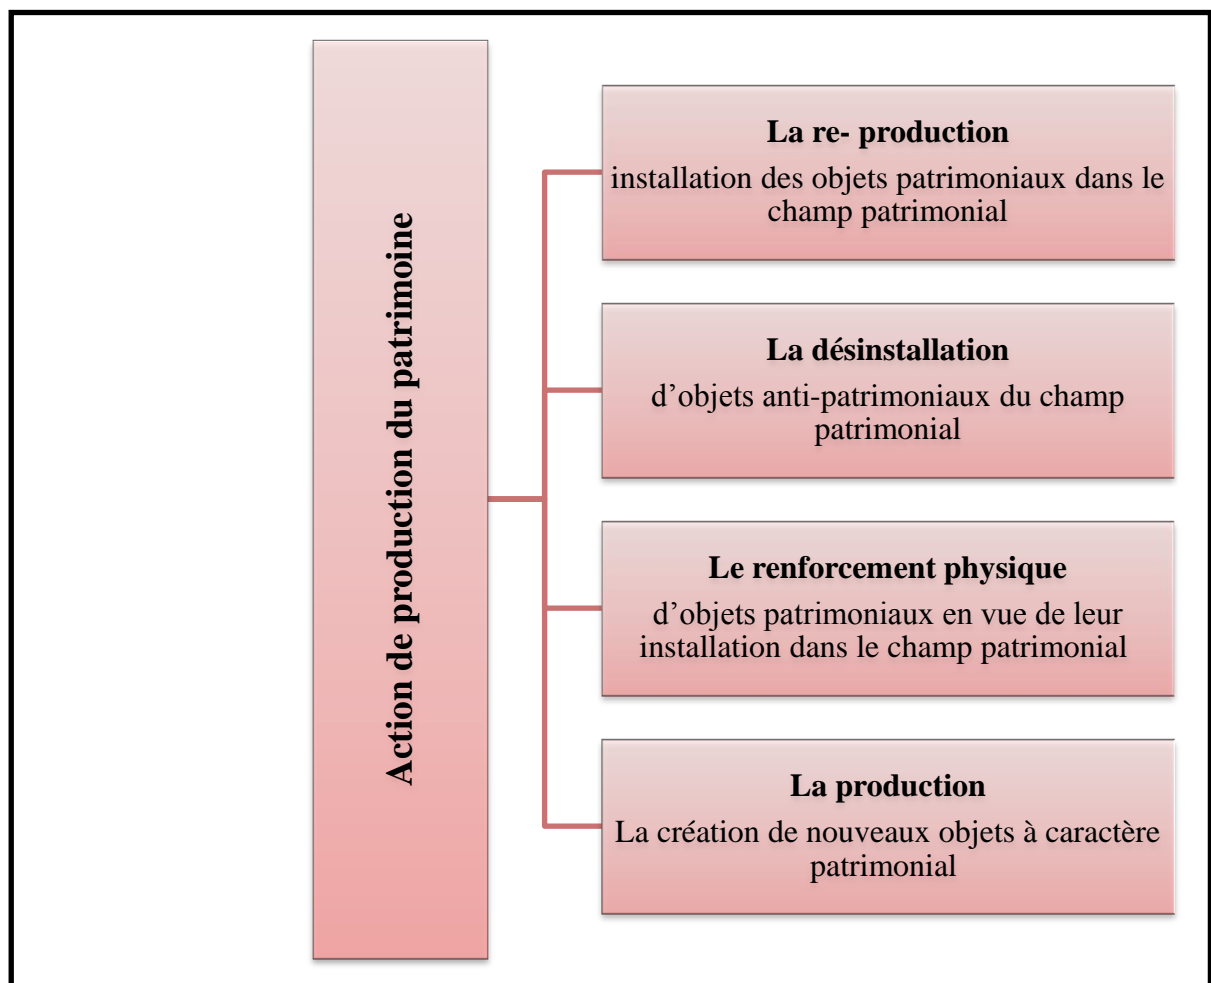 Action de production du patrimoine
La re- production
installation des objets patrimoniaux dans le
champ patrimonial
La désinstallation
d’objets anti-patrimoniaux du champ
patrimonial
Le renforcement physique
d’objets patrimoniaux en vue de leur
installation dans le champ patrimonial
La production
La création de nouveaux objets à caractère
patrimonial